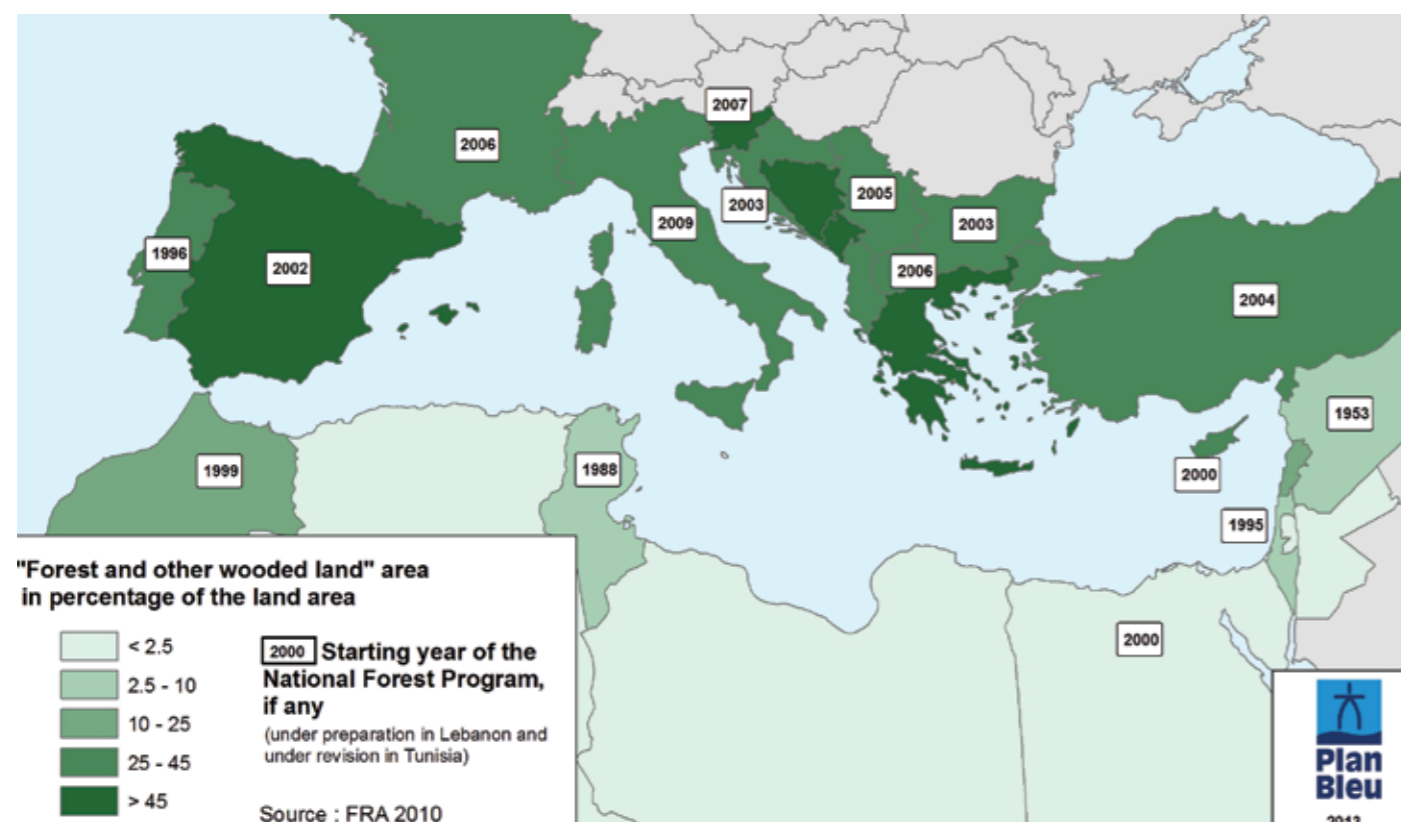 2007
2006
2005
2003
2009
2003
1996
2002
2006
2004
1953
1999
1988
2000
1995
2000
"Forest and other wooded land" area
in percentage of the land area
< 2.5
2.5 - 10
10 - 25
25 - 45
> 45
2000 Starting year of the
National Forest Program,
if any
(under preparation in Lebanon and
under revision in Tunisia)
Source : FRA 2010
Plan
Bleu